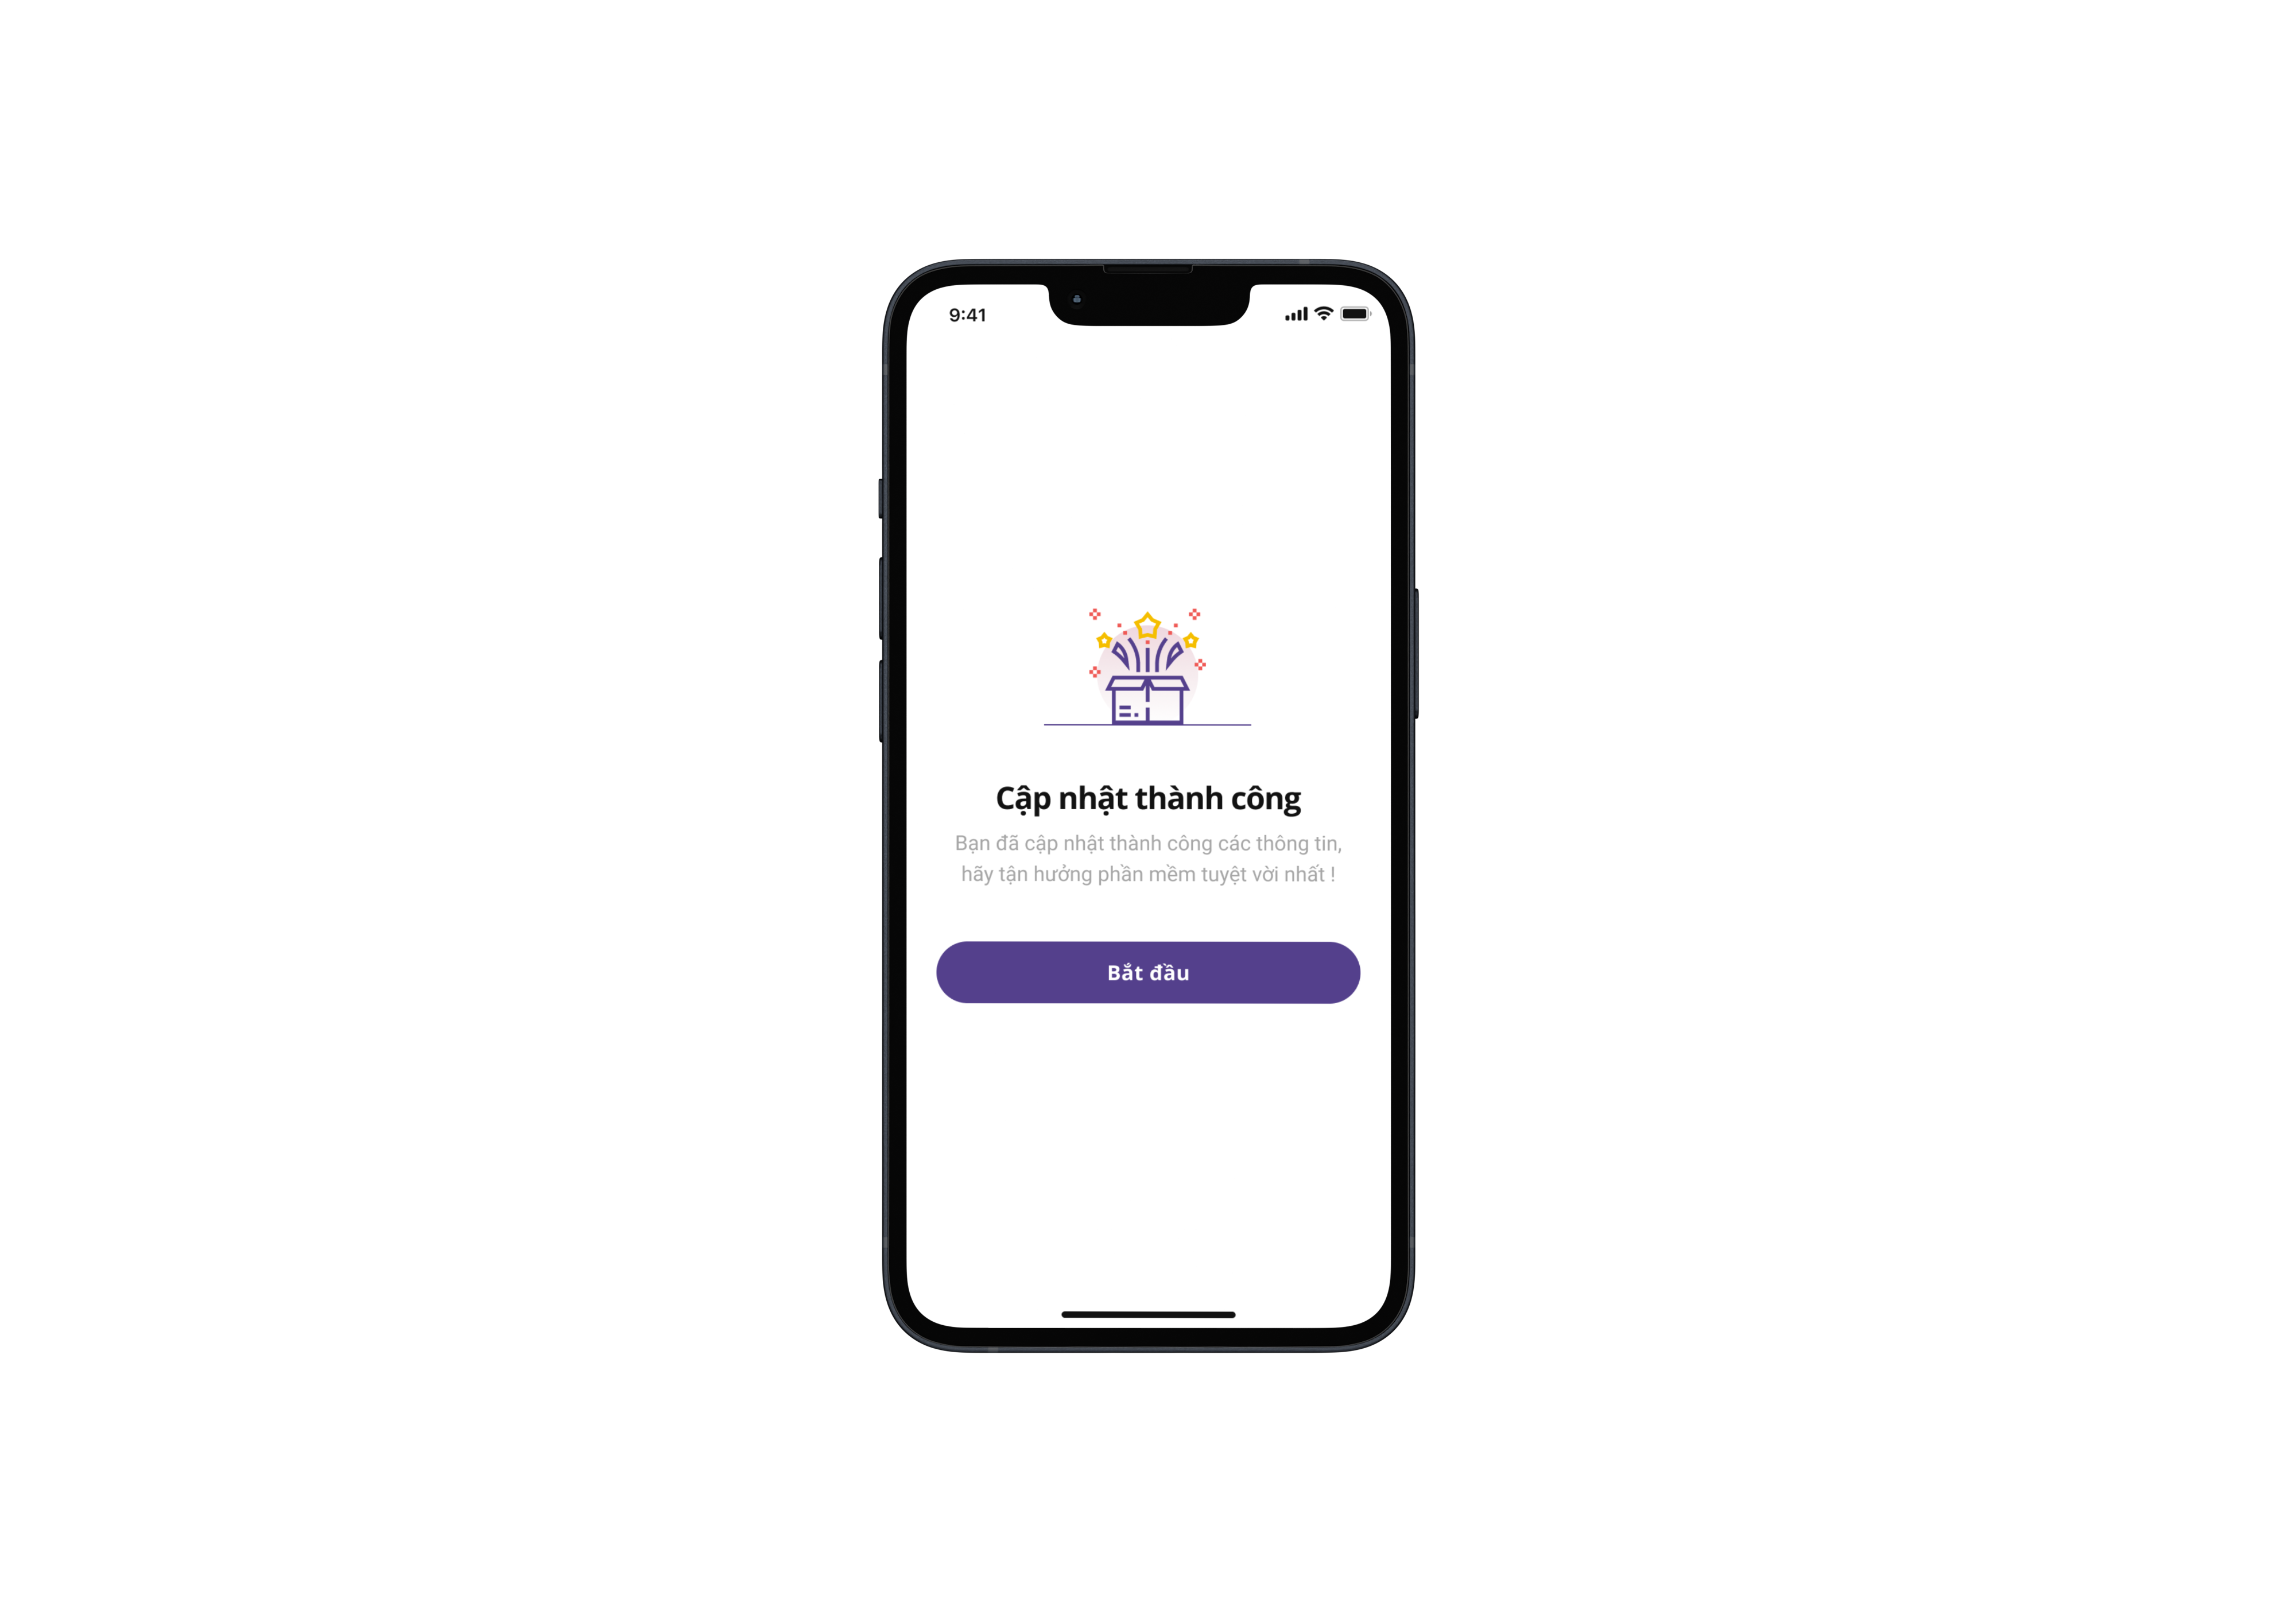 9:41
Cập nhật thành công
Bạn đã cập nhật thành công các thông tin,
hãy tận hưởng phần mềm tuyệt vời nhất !
Bắt đầu